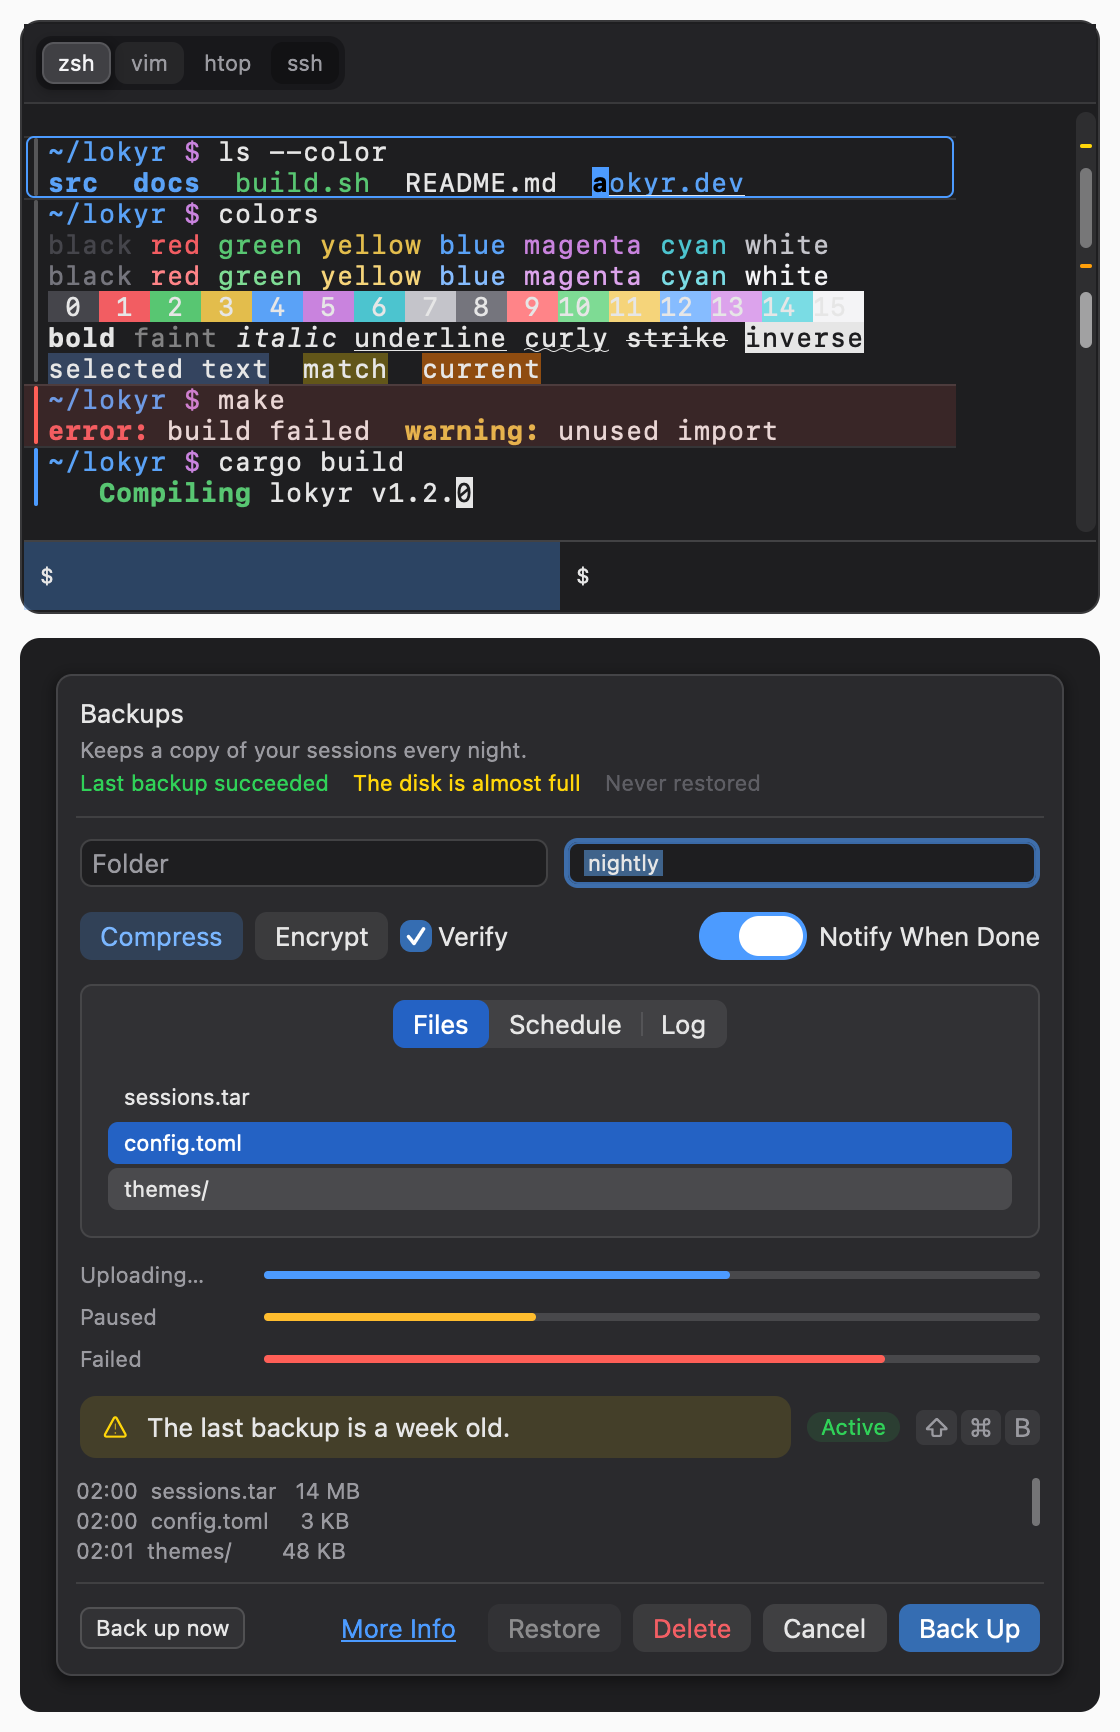 zsh vim htop ssh
~/lokyr $ ls --color
src docs build.sh README.md aokyr.dev
~/lokyr $ colors
black red green yellow blue magenta cyan white
black red green yellow blue magenta cyan white
0 1 2 3 4 5 6 7 8 9 10 11 12 13 14 15
bold faint italic underline curly strike inverse
selected text match current
~/lokyr $ make
error: build failed warning: unused import
~/lokyr $ cargo build
Compiling lokyr v1.2.0
$ $
Backups
Keeps a copy of your sessions every night.
Last backup succeeded The disk is almost full Never restored
Folder nightly
Compress Encrypt Verify Notify When Done
Files Schedule Log
sessions.tar
config.toml
themes/
Uploading...
Paused
Failed
The last backup is a week old. Active ⇧ ⌘ B
02:00 sessions.tar 14 MB
02:00 config.toml 3 KB
02:01 themes/ 48 KB
Back up now More Info Restore Delete Cancel Back Up